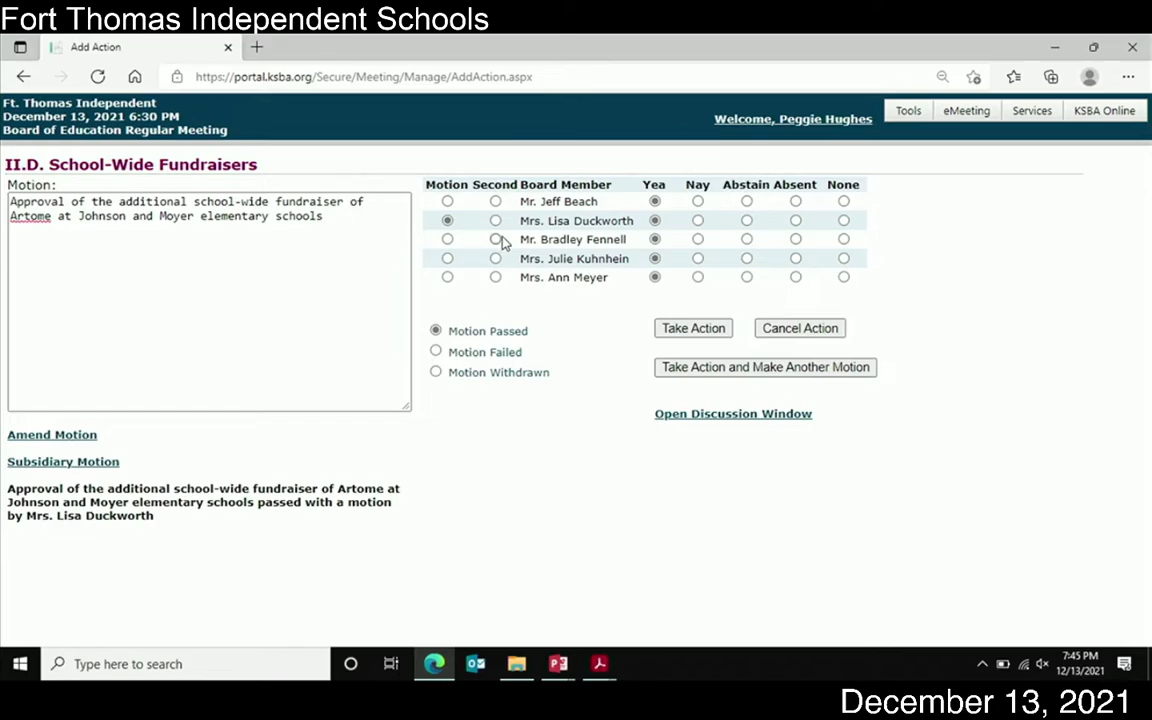 Fort Thomas Independent Schools
Add Action
https://portal.ksba.org/Secure/Meeting/Manage/AddAction.aspx
Ft. Thomas Independent
December 13, 2021 6:30 PM
Board of Education Regular Meeting
Welcome, Peggie Hughes
Tools eMeeting Services KSBA Online
II.D. School-Wide Fundraisers
Motion:
Approval of the additional school-wide fundraiser of
Artome at Johnson and Moyer elementary schools
Motion Second Board Member Yea Nay Abstain Absent None
Mr. Jeff Beach
Mrs. Lisa Duckworth
Mr. Bradley Fennell
Mrs. Julie Kuhnhein
Mrs. Ann Meyer
Motion Passed
Motion Failed
Motion Withdrawn
Take Action Cancel Action
Take Action and Make Another Motion
Open Discussion Window
Amend Motion
Subsidiary Motion
Approval of the additional school-wide fundraiser of Artome at
Johnson and Moyer elementary schools passed with a motion
by Mrs. Lisa Duckworth
Type here to search
7:45 PM
12/13/2021
December 13, 2021